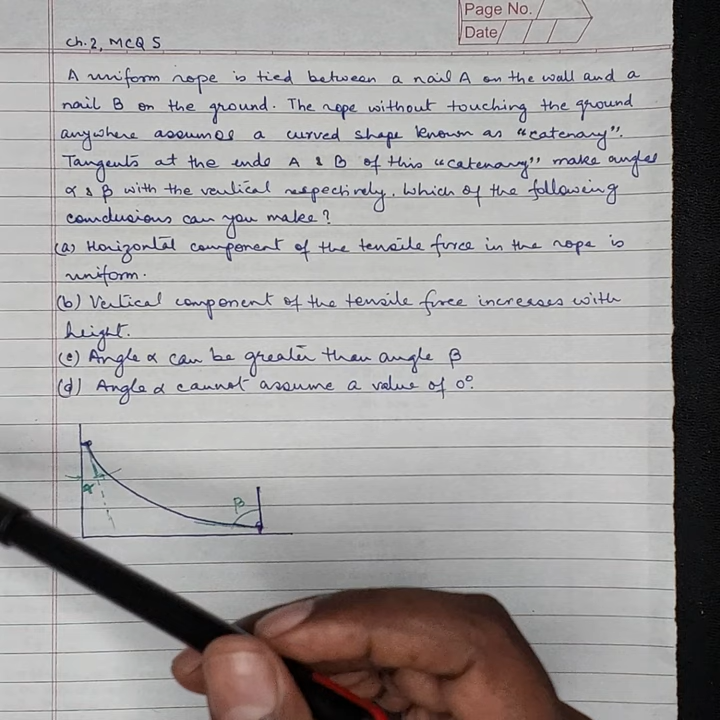 Page No.
Date
Ch. 2, MCQ 5
A uniform rope is tied between a nail A on the wall and a
nail B on the ground. The rope without touching the ground
anywhere assumes a curved shape known as "catenary".
Tangents at the ends A & B of this "catenary" make angles
α & β with the vertical respectively. Which of the following
conclusions can you make?
(a) Horizontal component of the tensile force in the rope is
uniform.
(b) Vertical component of the tensile force increases with
height.
(c) Angle α can be greater than angle β
(d) Angle α cannot assume a value of 0°.
α
β